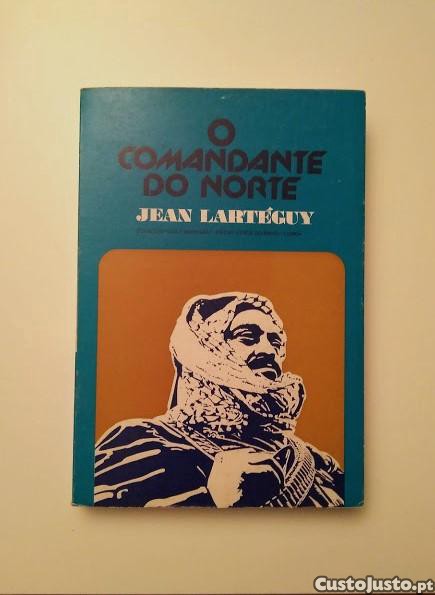 O
COMANDANTE
DO NORTE
JEAN LARTÉGUY
CustoJusto.pt